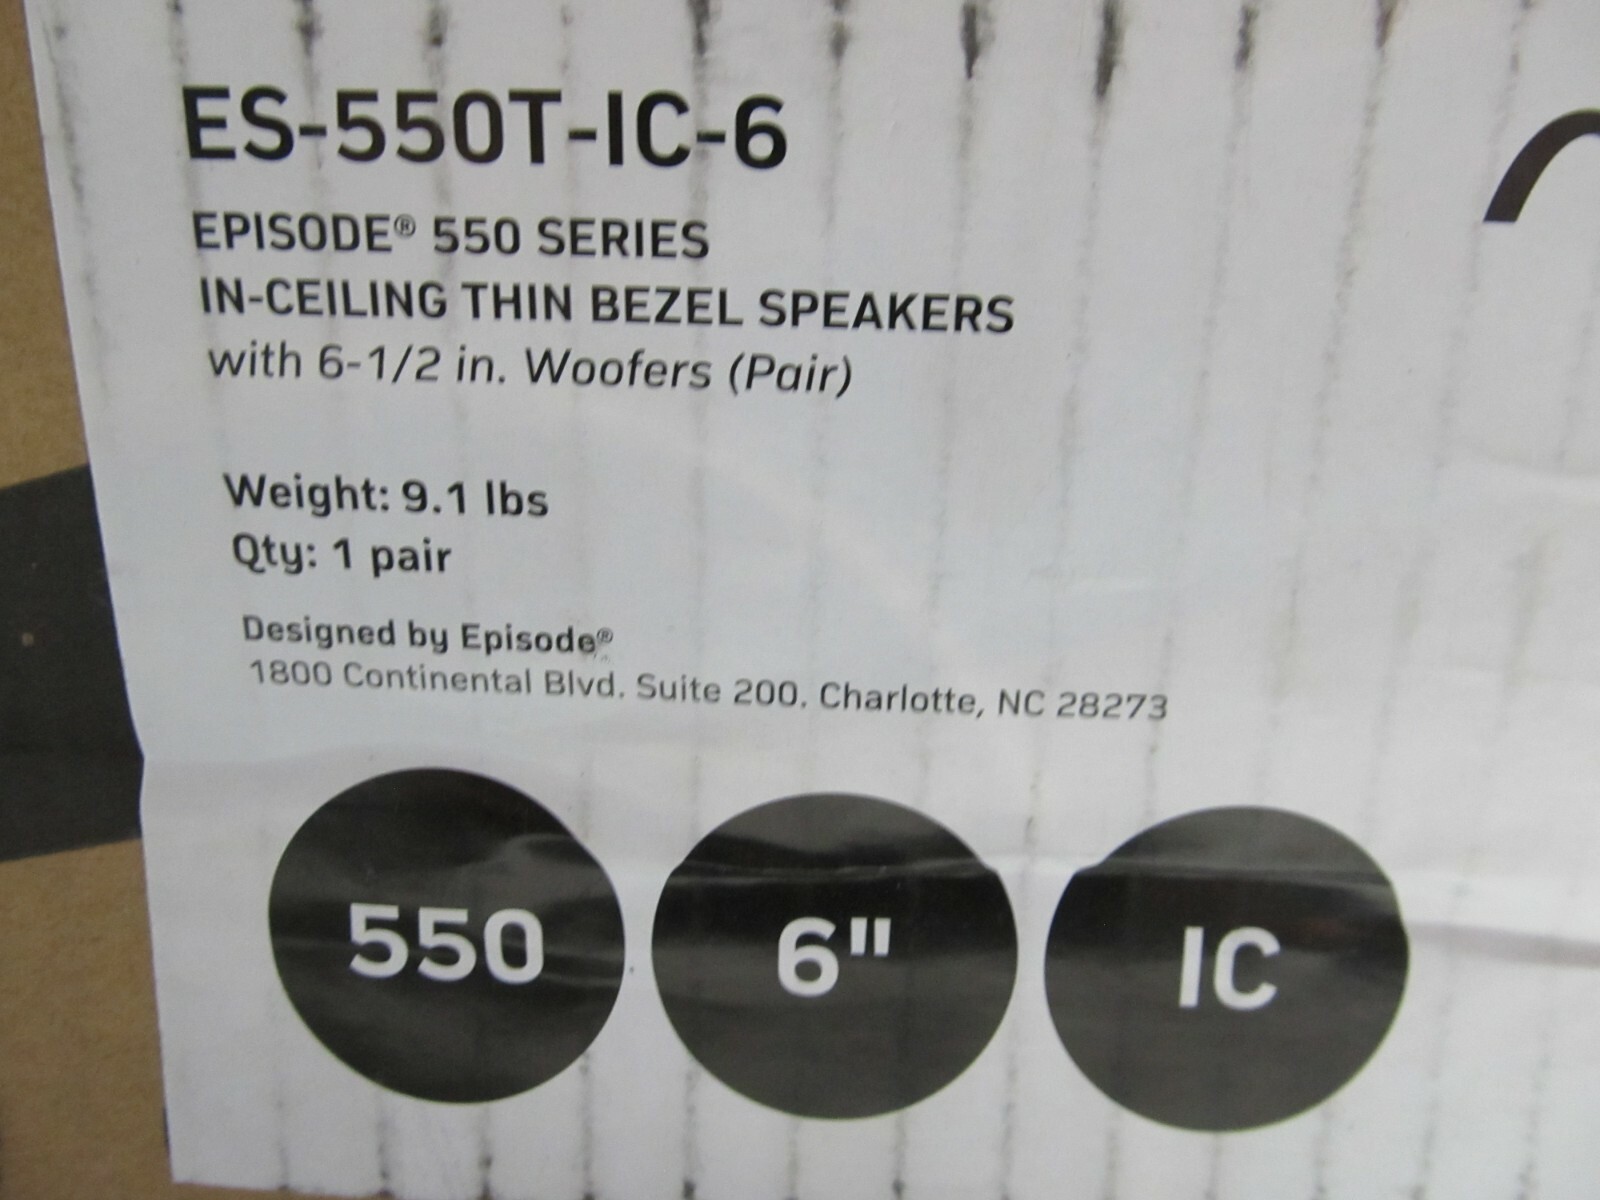 ES-550T-IC-6
EPISODE® 550 SERIES
IN-CEILING THIN BEZEL SPEAKERS
with 6-1/2 in. Woofers (Pair)
Weight: 9.1 lbs
Qty: 1 pair
Designed by Episode®
1800 Continental Blvd. Suite 200. Charlotte, NC 28273
550
6"
IC